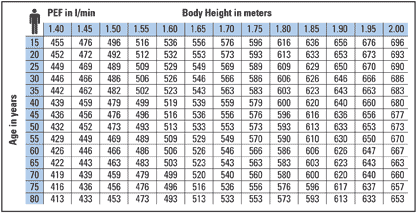 PEF in l/min Body Height in meters
1.40 1.45 1.50 1.55 1.60 1.65 1.70 1.75 1.80 1.85 1.90 1.95 2.00
Age in years
15 455 476 496 516 536 556 576 596 616 636 656 676 696
20 452 472 492 512 532 553 573 593 613 633 653 673 693
25 449 469 489 509 529 549 569 589 609 629 650 670 690
30 446 466 486 506 526 546 566 586 606 626 646 666 686
35 442 462 482 502 523 543 563 583 603 623 643 663 683
40 439 459 479 499 519 539 559 579 600 620 640 660 680
45 436 456 476 496 516 536 556 576 596 616 636 656 677
50 432 452 473 493 513 533 553 573 593 613 633 653 673
55 429 449 469 489 509 529 549 570 590 610 630 650 670
60 426 446 466 486 506 526 546 566 586 606 626 647 667
65 422 443 463 483 503 523 543 563 583 603 623 643 663
70 419 439 459 479 499 520 540 560 580 600 620 640 660
75 416 436 456 476 496 516 536 556 576 596 617 637 657
80 413 433 453 473 493 513 533 553 573 593 613 633 653